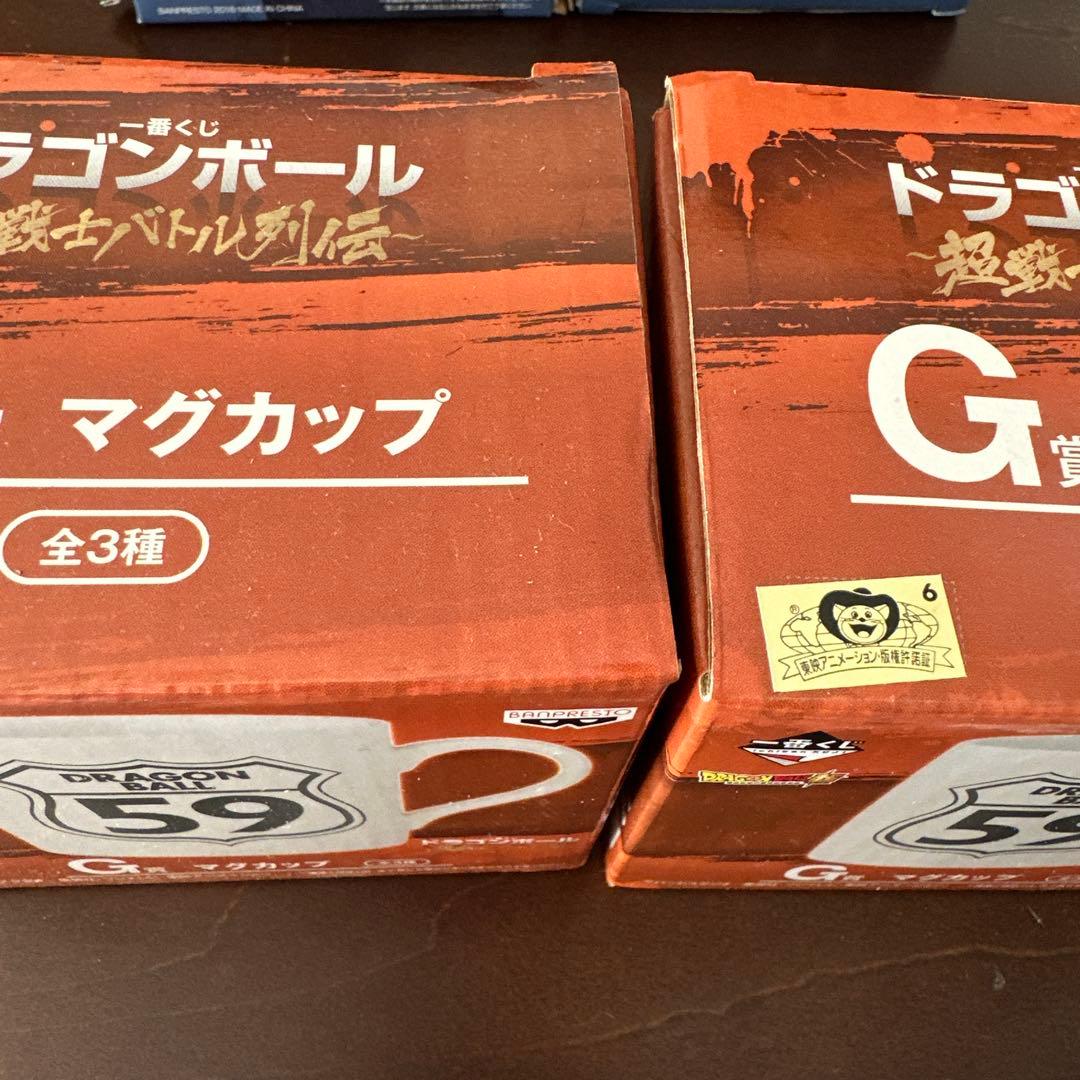 BANPRESTO 2016 MADE IN CHINA
一番くじ
ラゴンボール
戦士バトル列伝～
マグカップ
全3種
BANPRESTO
DRAGON
BALL
59
G賞 マグカップ
ドラゴンボール
ドラゴ
～超戦士
G賞
6
®
東映アニメーション・版権許諾証
一番くじ
DRAGON
BA
59
G賞 マグカップ